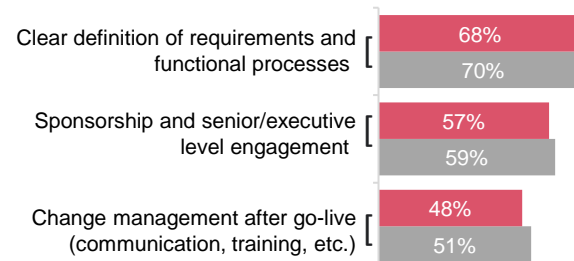 Clear definition of requirements and
functional processes
68%
70%
Sponsorship and senior/executive
level engagement
57%
59%
Change management after go-live
(communication, training, etc.)
48%
51%